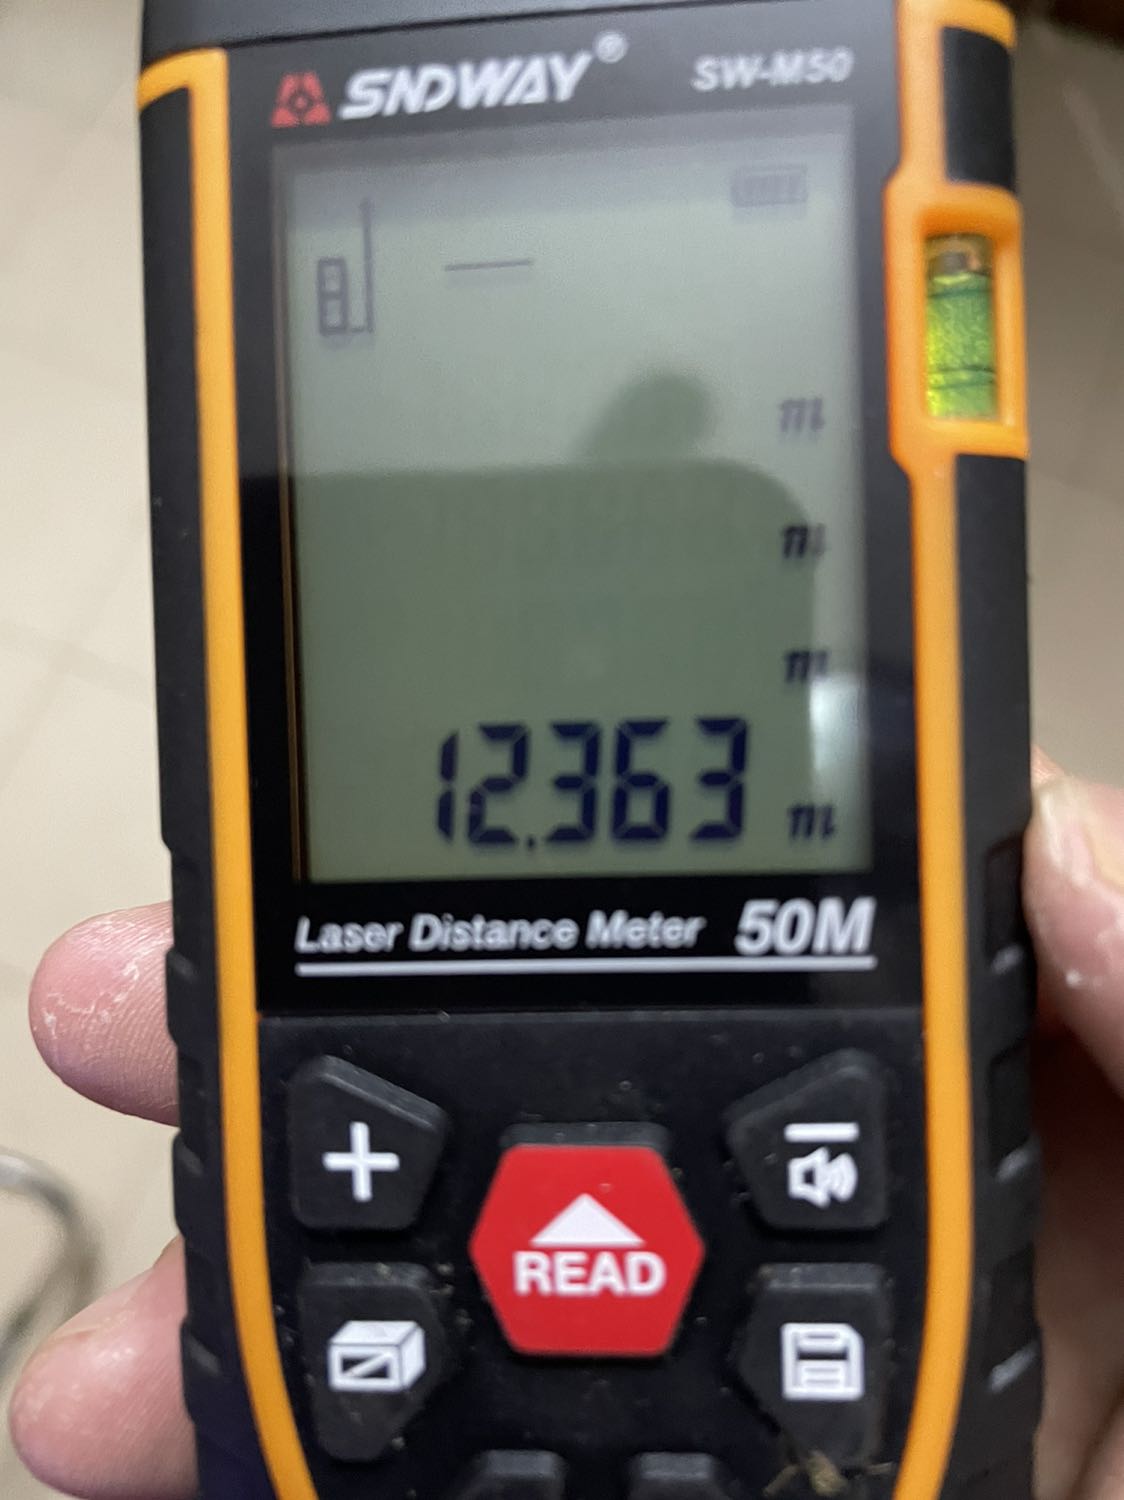 SNDWAY® SW-M50
m
m
m
12.363 m
Laser Distance Meter 50M
READ